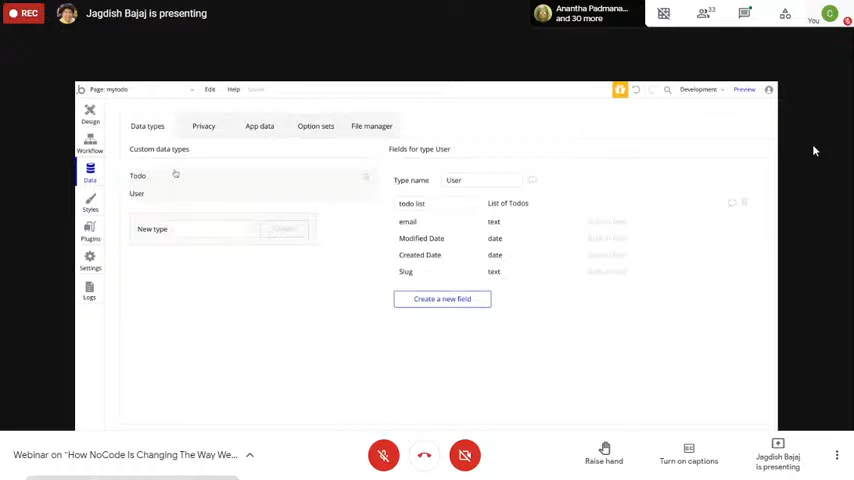 REC
Jagdish Bajaj is presenting
Anantha Padmana...
and 30 more
33
You
C
Page: mytodo
Edit
Help
Saved
Development
Preview
Design
Workflow
Data
Styles
Plugins
Settings
Logs
Data types
Privacy
App data
Option sets
File manager
Custom data types
Todo
User
New type
Create
Fields for type User
Type name
User
todo list
List of Todos
email
text
Modified Date
date
Created Date
date
Slug
text
Create a new field
Webinar on "How NoCode Is Changing The Way We...
Raise hand
Turn on captions
Jagdish Bajaj
is presenting